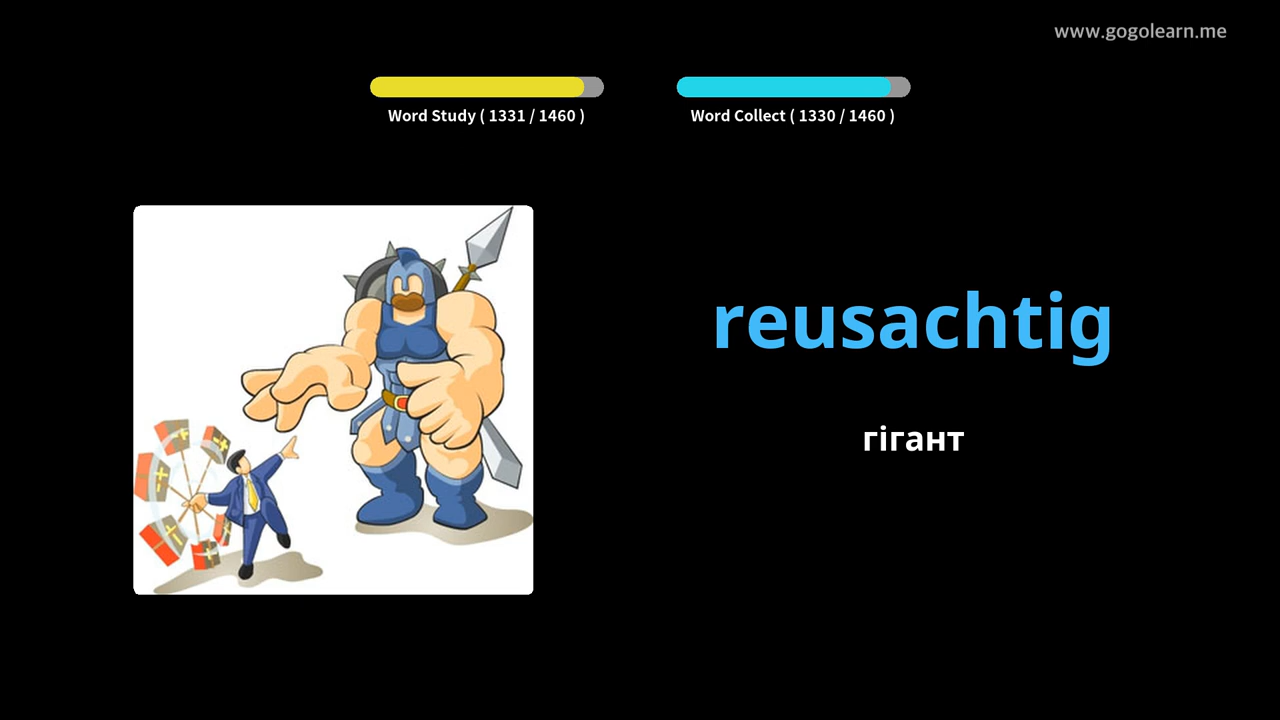 www.gogolearn.me
Word Study ( 1331 / 1460 )
Word Collect ( 1330 / 1460 )
reusachtig
гігант